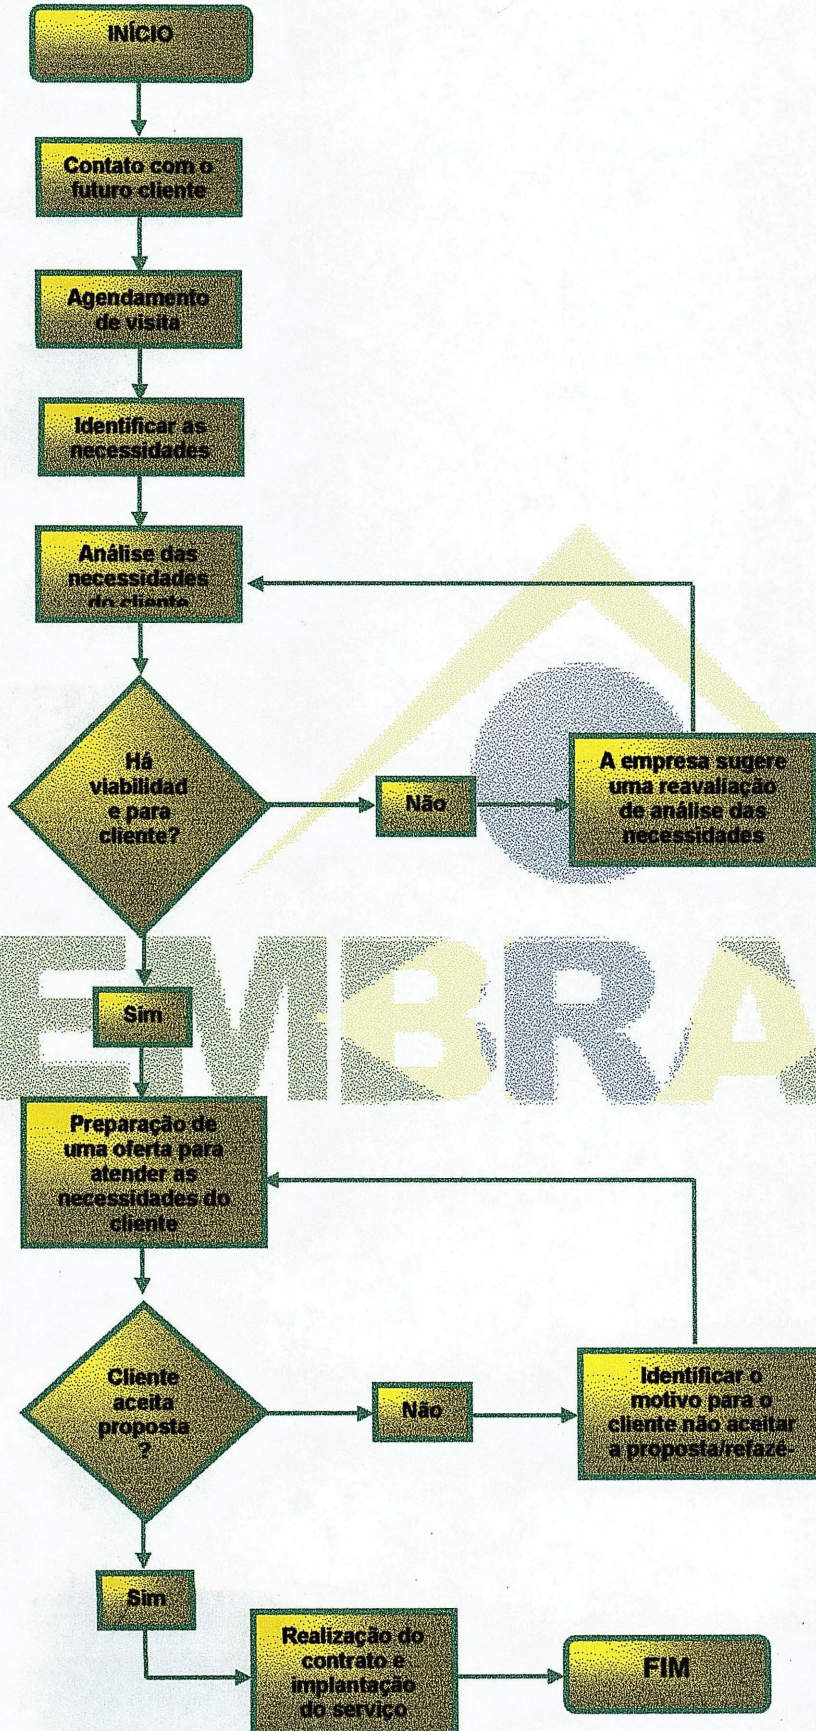 INÍCIO
Contato com o
futuro cliente
Agendamento
de visita
Identificar as
necessidades
Análise das
necessidades
do cliente
Há
viabilidad
e para
cliente?
Não
A empresa sugere
uma reavaliação
de análise das
necessidades
EMBRA
Sim
Preparação de
uma oferta para
atender as
necessidades do
cliente
Cliente
aceita
proposta
?
Não
Identificar o
motivo para o
cliente não aceitar
a proposta/refazê-
Sim
Realização do
contrato e
implantação
do serviço
FIM